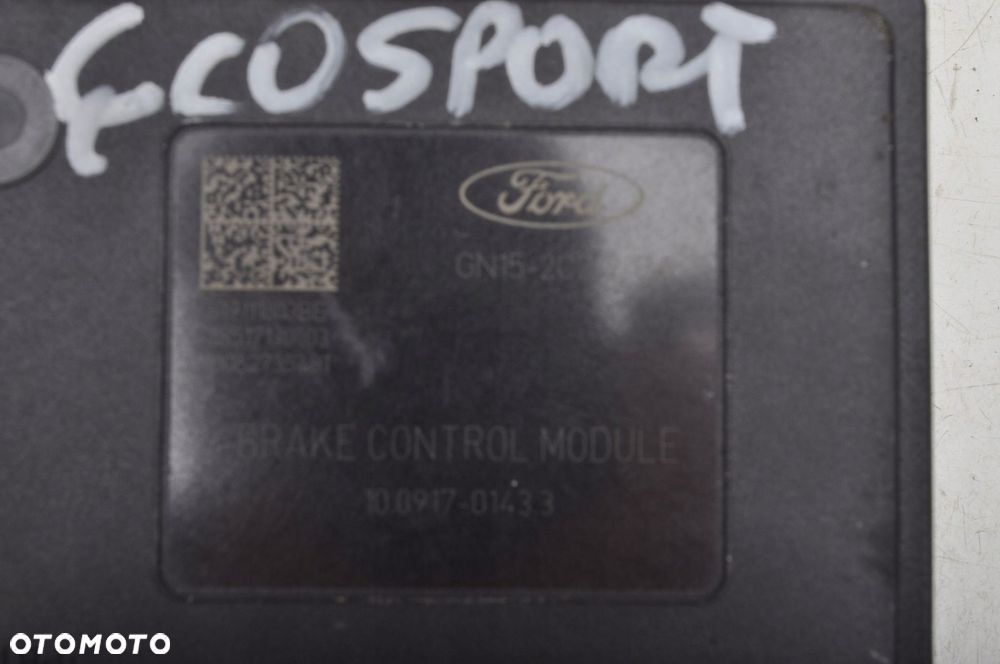 ECOSPORT
Ford
GN15-2C
BRAKE CONTROL MODULE
10.0917-0143.3
OTOMOTO